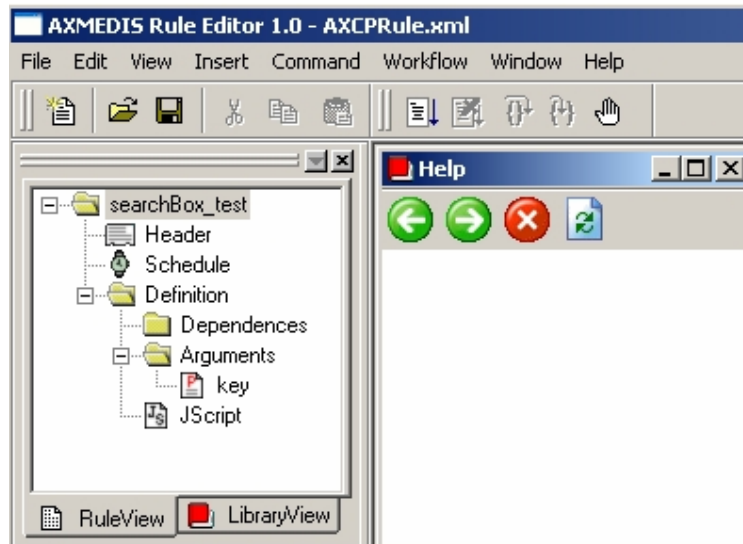 AXMEDIS Rule Editor 1.0 - AXCPRule.xml
File Edit View Insert Command Workflow Window Help
Help
searchBox_test
Header
Schedule
Definition
Dependences
Arguments
P key
JS JScript
RuleView LibraryView